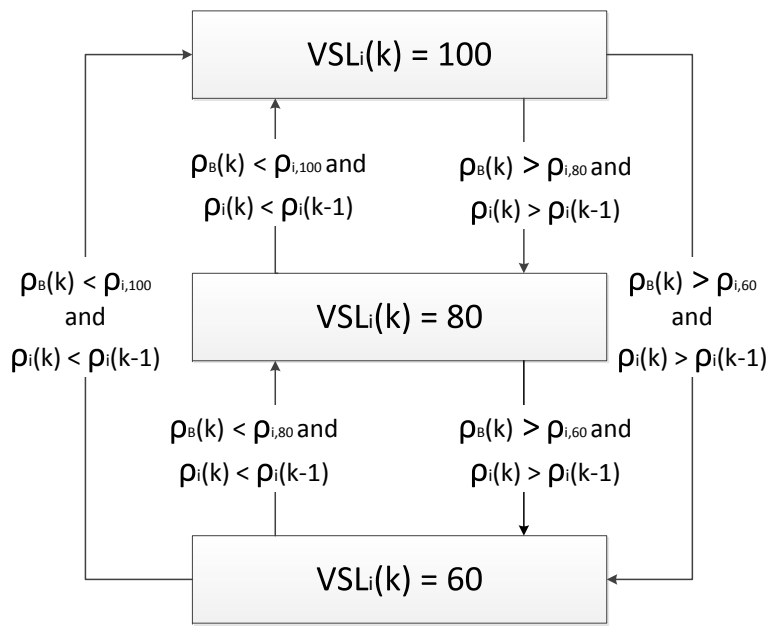 VSLi(k) = 100
ρB(k) < ρi,100 and
ρi(k) < ρi(k-1)
ρB(k) > ρi,80 and
ρi(k) > ρi(k-1)
ρB(k) < ρi,100
and
ρi(k) < ρi(k-1)
VSLi(k) = 80
ρB(k) > ρi,60
and
ρi(k) > ρi(k-1)
ρB(k) < ρi,80 and
ρi(k) < ρi(k-1)
ρB(k) > ρi,60 and
ρi(k) > ρi(k-1)
VSLi(k) = 60